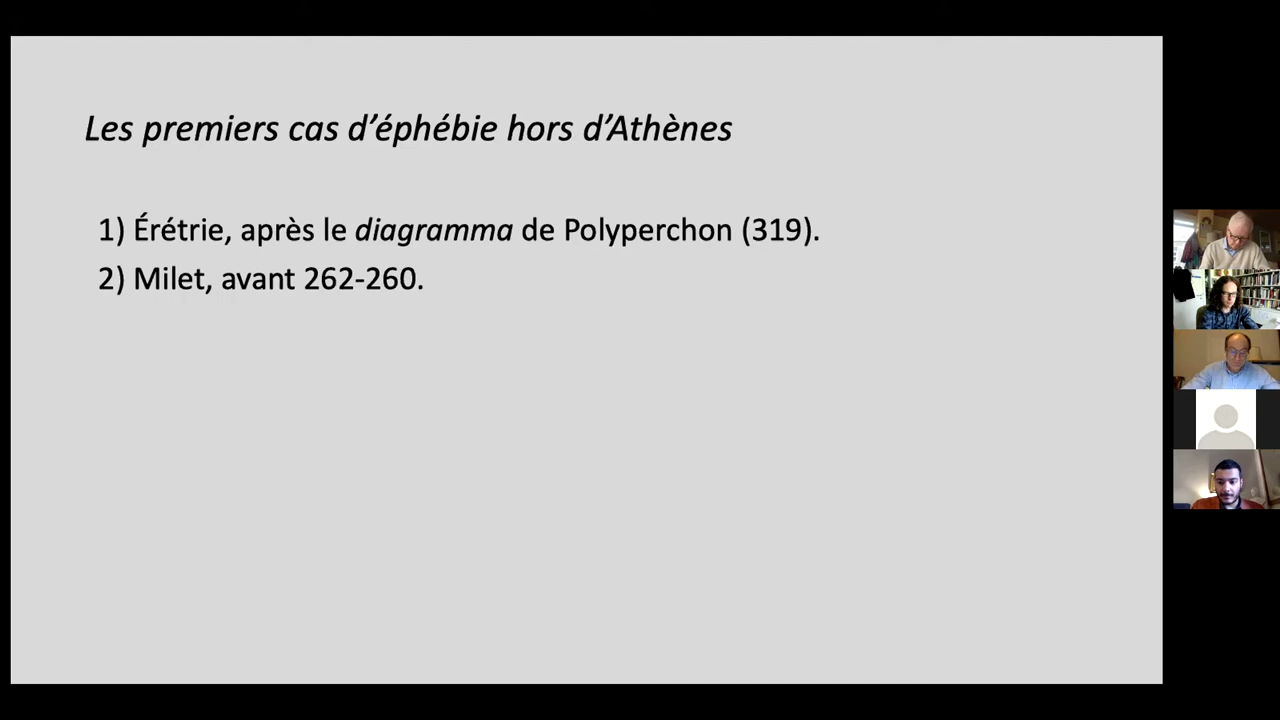 Les premiers cas d’éphébie hors d’Athènes
1) Érétrie, après le diagramma de Polyperchon (319).
2) Milet, avant 262-260.